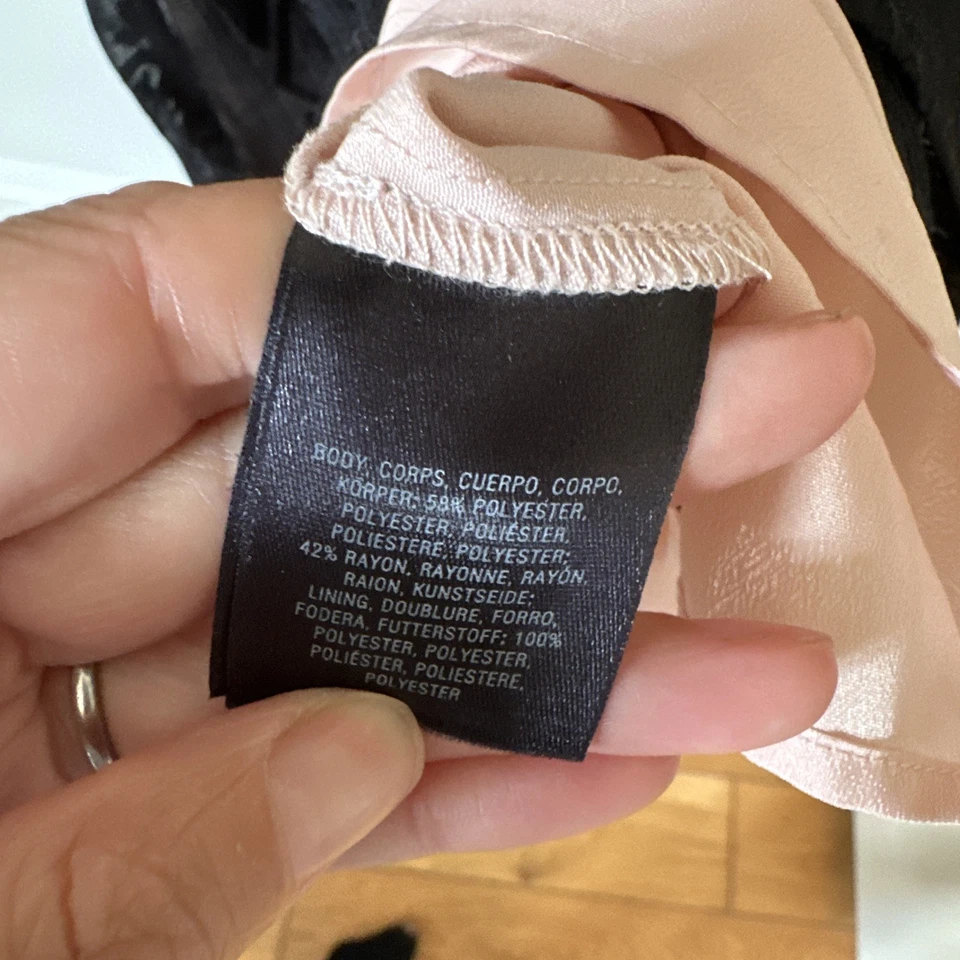 BODY, CORPS, CUERPO, CORPO,
KÖRPER: 58% POLYESTER,
POLYESTER, POLIÉSTER,
POLIESTERE, POLYESTER;
42% RAYON, RAYONNE, RAYÓN,
RAION, KUNSTSEIDE;
LINING, DOUBLURE, FORRO,
FODERA, FUTTERSTOFF: 100%
POLYESTER, POLYESTER,
POLIÉSTER, POLIESTERE,
POLYESTER